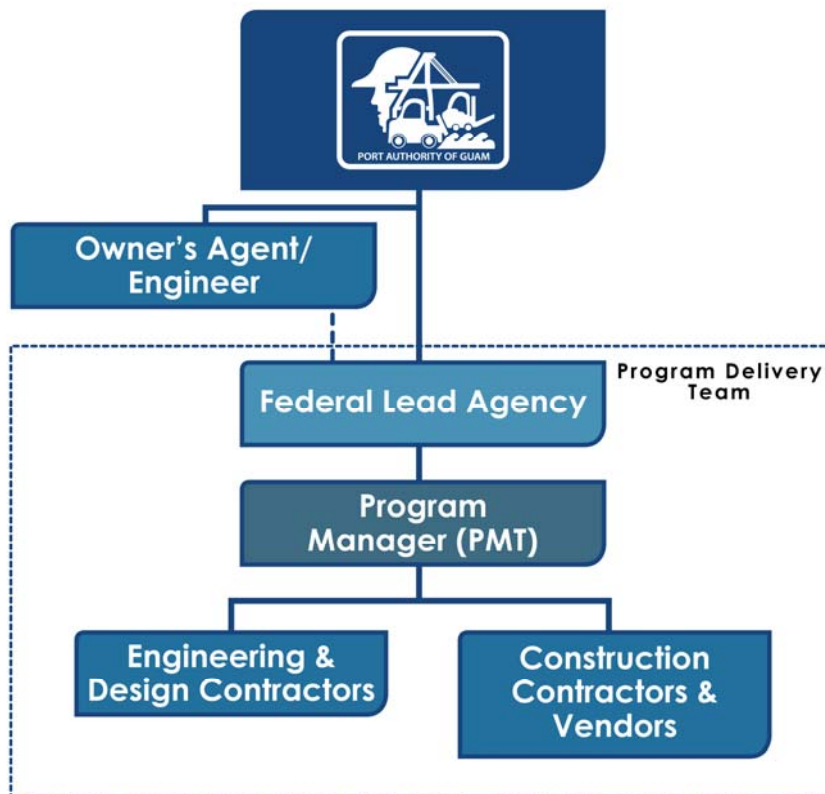 PORT AUTHORITY OF GUAM
Owner's Agent/
Engineer
Program Delivery
Team
Federal Lead Agency
Program
Manager (PMT)
Engineering &
Design Contractors
Construction
Contractors &
Vendors